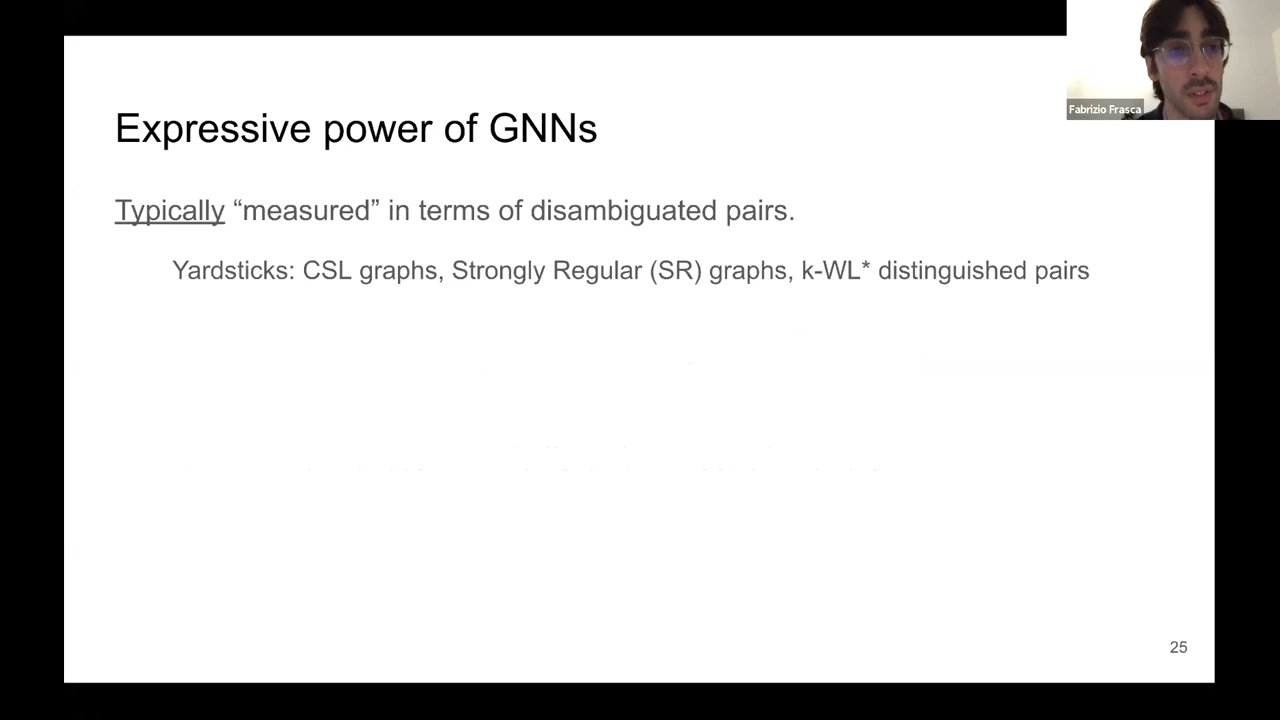 Fabrizio Frasca
Expressive power of GNNs
Typically “measured” in terms of disambiguated pairs.
Yardsticks: CSL graphs, Strongly Regular (SR) graphs, k-WL* distinguished pairs
25